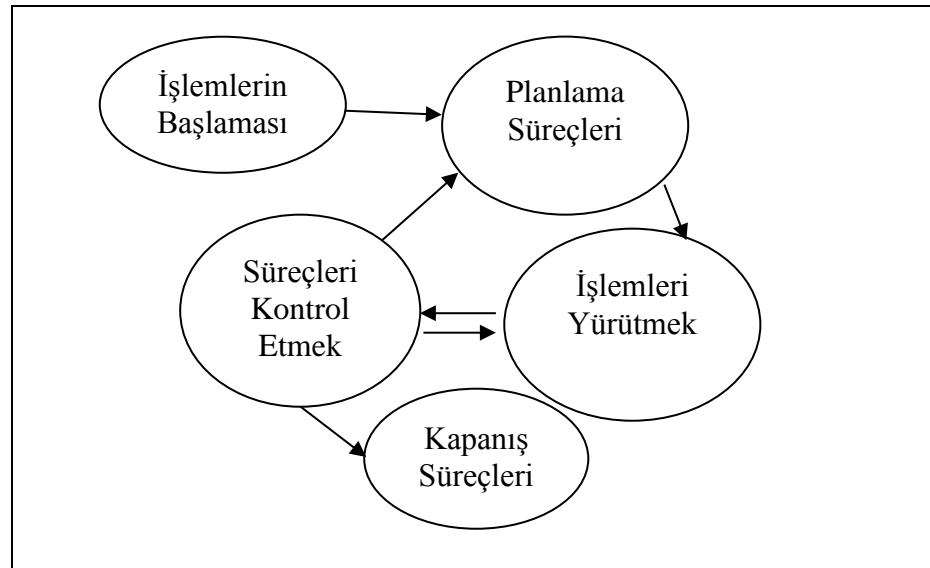 İşlemlerin
Başlaması
Planlama
Süreçleri
Süreçleri
Kontrol
Etmek
İşlemleri
Yürütmek
Kapanış
Süreçleri